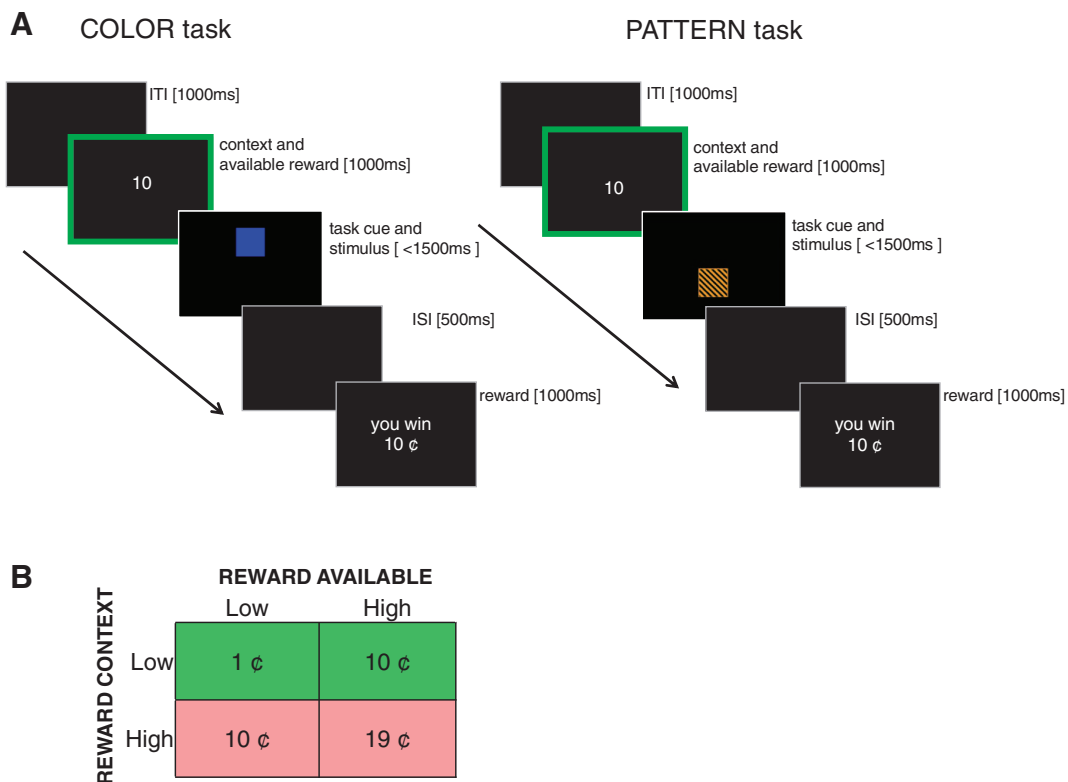 A
COLOR task
ITI [1000ms]
context and
available reward [1000ms]
10
task cue and
stimulus [ <1500ms ]
ISI [500ms]
reward [1000ms]
you win
10 ¢
PATTERN task
ITI [1000ms]
context and
available reward [1000ms]
10
task cue and
stimulus [ <1500ms ]
ISI [500ms]
reward [1000ms]
you win
10 ¢
B
REWARD AVAILABLE
Low High
REWARD CONTEXT
Low 1 ¢ 10 ¢
High 10 ¢ 19 ¢